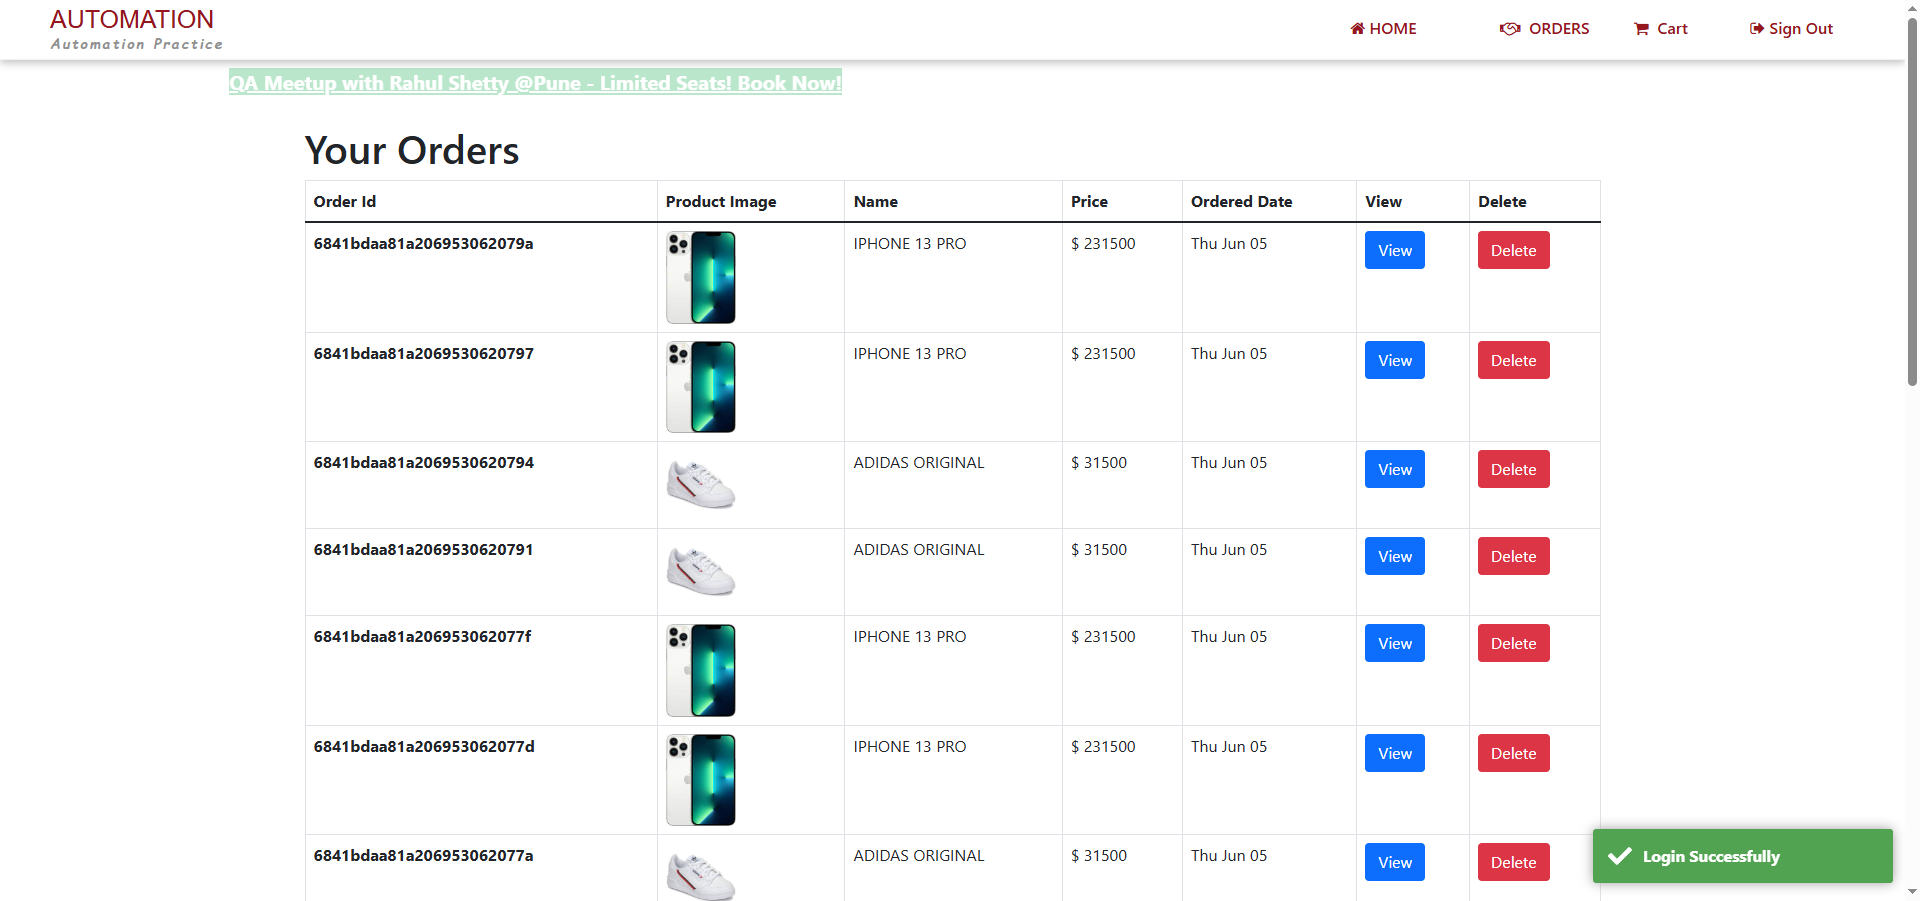 AUTOMATION
Automation Practice
HOME
ORDERS
Cart
Sign Out
QA Meetup with Rahul Shetty @Pune - Limited Seats! Book Now!
Your Orders
Order Id Product Image Name Price Ordered Date View Delete
6841bdaa81a206953062079a IPHONE 13 PRO $ 231500 Thu Jun 05 View Delete
6841bdaa81a2069530620797 IPHONE 13 PRO $ 231500 Thu Jun 05 View Delete
6841bdaa81a2069530620794 ADIDAS ORIGINAL $ 31500 Thu Jun 05 View Delete
6841bdaa81a2069530620791 ADIDAS ORIGINAL $ 31500 Thu Jun 05 View Delete
6841bdaa81a206953062077f IPHONE 13 PRO $ 231500 Thu Jun 05 View Delete
6841bdaa81a206953062077d IPHONE 13 PRO $ 231500 Thu Jun 05 View Delete
6841bdaa81a206953062077a ADIDAS ORIGINAL $ 31500 Thu Jun 05 View Delete
Login Successfully